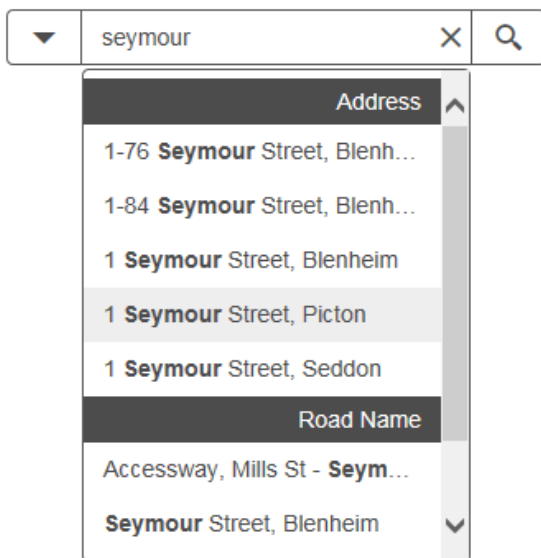 seymour
Address
1-76 Seymour Street, Blenh...
1-84 Seymour Street, Blenh...
1 Seymour Street, Blenheim
1 Seymour Street, Picton
1 Seymour Street, Seddon
Road Name
Accessway, Mills St - Seym...
Seymour Street, Blenheim